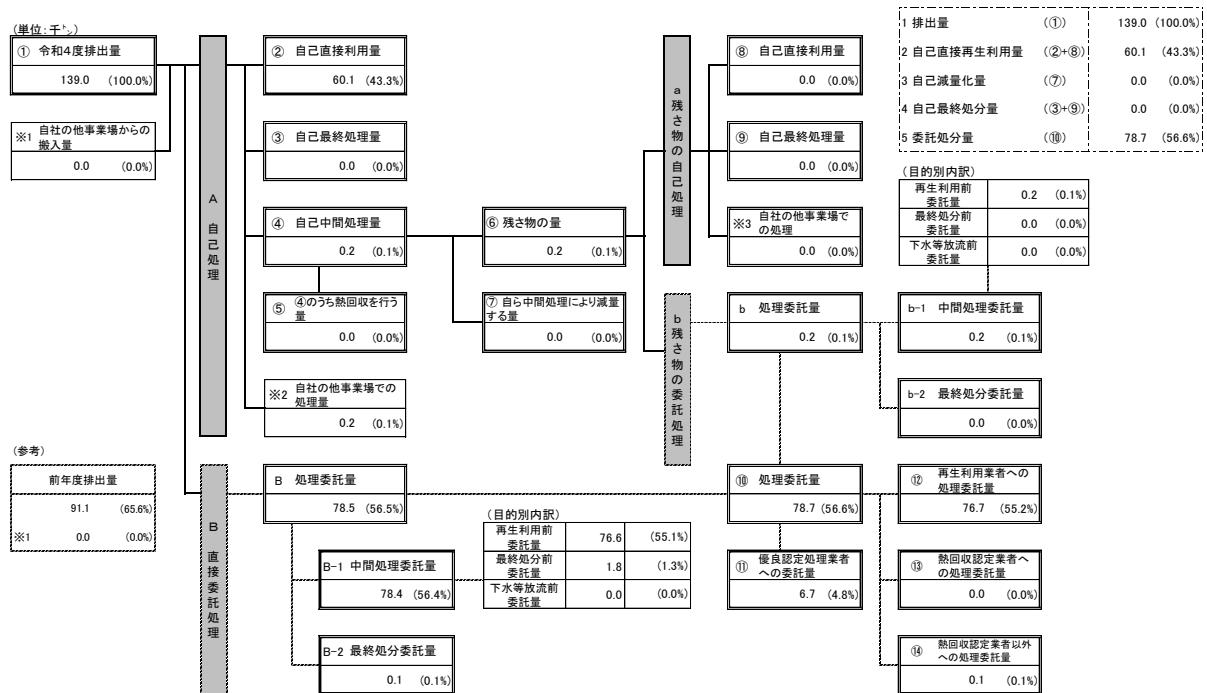 （単位：千㌧）
① 令和4度排出量
139.0 (100.0%)
※1 自社の他事業場からの
搬入量
0.0 (0.0%)
（参考）
前年度排出量
91.1 (65.6%)
※1 0.0 (0.0%)
A 自己処理
② 自己直接利用量
60.1 (43.3%)
③ 自己最終処理量
0.0 (0.0%)
④ 自己中間処理量
0.2 (0.1%)
⑤ ④のうち熱回収を行う
量
0.0 (0.0%)
※2 自社の他事業場での
処理量
0.2 (0.1%)
⑥ 残さ物の量
0.2 (0.1%)
⑦ 自ら中間処理により減量
する量
0.0 (0.0%)
a 残さ物の自己処理
⑧ 自己直接利用量
0.0 (0.0%)
⑨ 自己最終処理量
0.0 (0.0%)
※3 自社の他事業場で
の処理
0.0 (0.0%)
b 残さ物の委託処理
b 処理委託量
0.2 (0.1%)
1 排出量 (①) 139.0 (100.0%)
2 自己直接再生利用量 (②+⑧) 60.1 (43.3%)
3 自己減量化量 (⑦) 0.0 (0.0%)
4 自己最終処分量 (③+⑨) 0.0 (0.0%)
5 委託処分量 (⑩) 78.7 (56.6%)
（目的別内訳）
再生利用前
委託量 0.2 (0.1%)
最終処分前
委託量 0.0 (0.0%)
下水等放流前
委託量 0.0 (0.0%)
b-1 中間処理委託量
0.2 (0.1%)
b-2 最終処分委託量
0.0 (0.0%)
B 直接委託処理
B 処理委託量
78.5 (56.5%)
B-1 中間処理委託量
78.4 (56.4%)
B-2 最終処分委託量
0.1 (0.1%)
（目的別内訳）
再生利用前
委託量 76.6 (55.1%)
最終処分前
委託量 1.8 (1.3%)
下水等放流前
委託量 0.0 (0.0%)
⑩ 処理委託量
78.7 (56.6%)
⑪ 優良認定処理業者
への委託量
6.7 (4.8%)
⑫ 再生利用業者への
処理委託量
76.7 (55.2%)
⑬ 熱回収認定業者へ
の処理委託量
0.0 (0.0%)
⑭ 熱回収認定業者以外
への処理委託量
0.1 (0.1%)